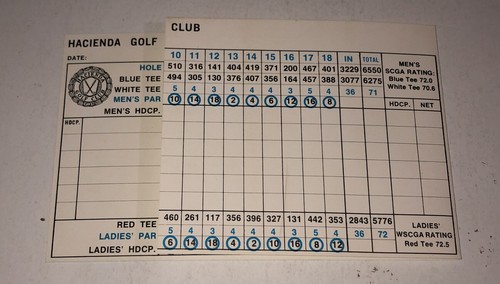 HACIENDA GOLF CLUB
DATE:
HOLE 10 11 12 13 14 15 16 17 18 IN TOTAL
BLUE TEE 510 316 141 404 419 371 200 467 401 3229 6550
WHITE TEE 494 305 130 376 407 356 164 457 388 3077 6275
MEN'S PAR 5 4 3 4 4 4 3 5 4 36 71
MEN'S HDCP. 10 14 18 2 4 6 12 16 8
MEN'S
SCGA RATING:
Blue Tee 72.0
White Tee 70.6
HDCP. NET
HDCP.
RED TEE 460 261 117 356 396 327 131 442 353 2843 5776
LADIES' PAR 5 4 3 4 4 4 3 5 4 36 72
LADIES' HDCP. 6 14 18 4 2 10 16 8 12
LADIES'
WSCGA RATING
Red Tee 72.5